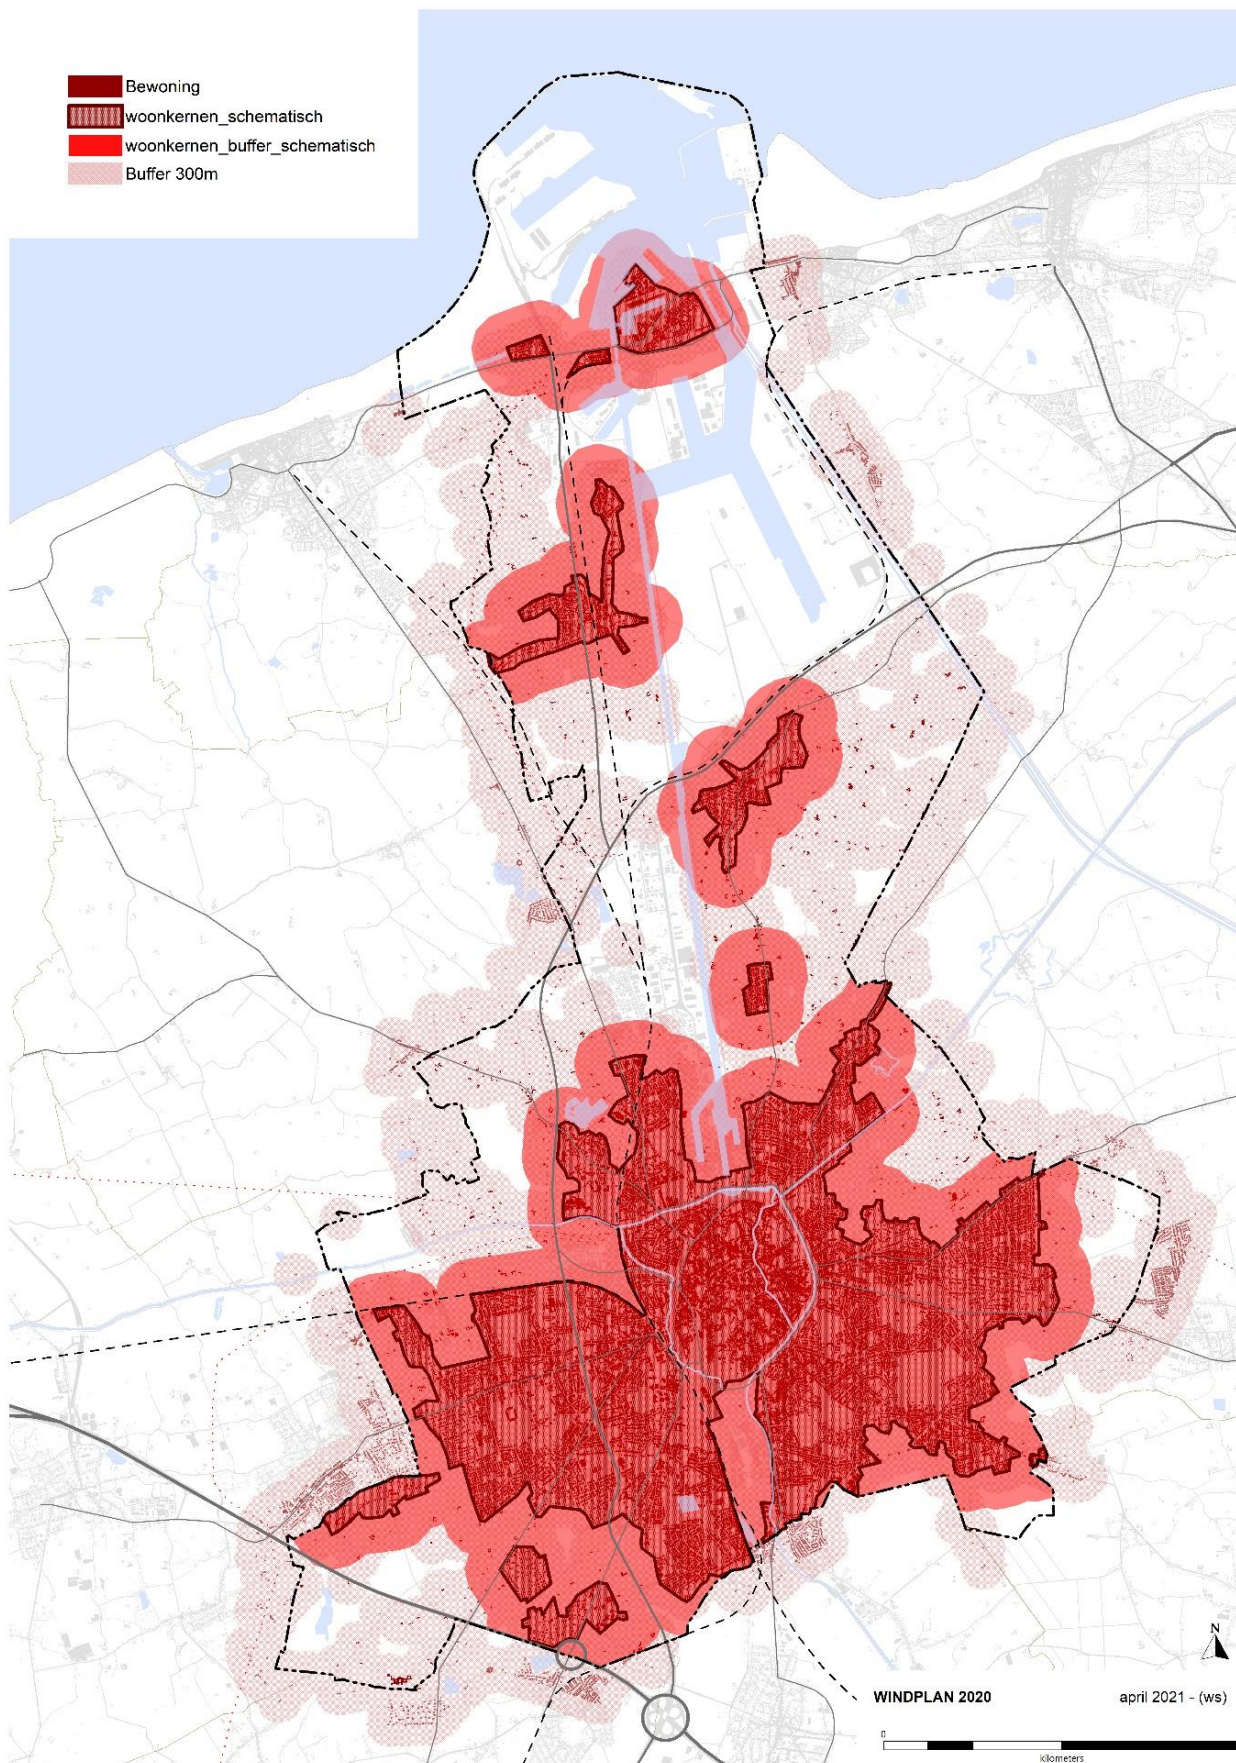 Bewoning
woonkernen_schematisch
woonkernen_buffer_schematisch
Buffer 300m
N
WINDPLAN 2020
april 2021 - (ws)
0
kilometers